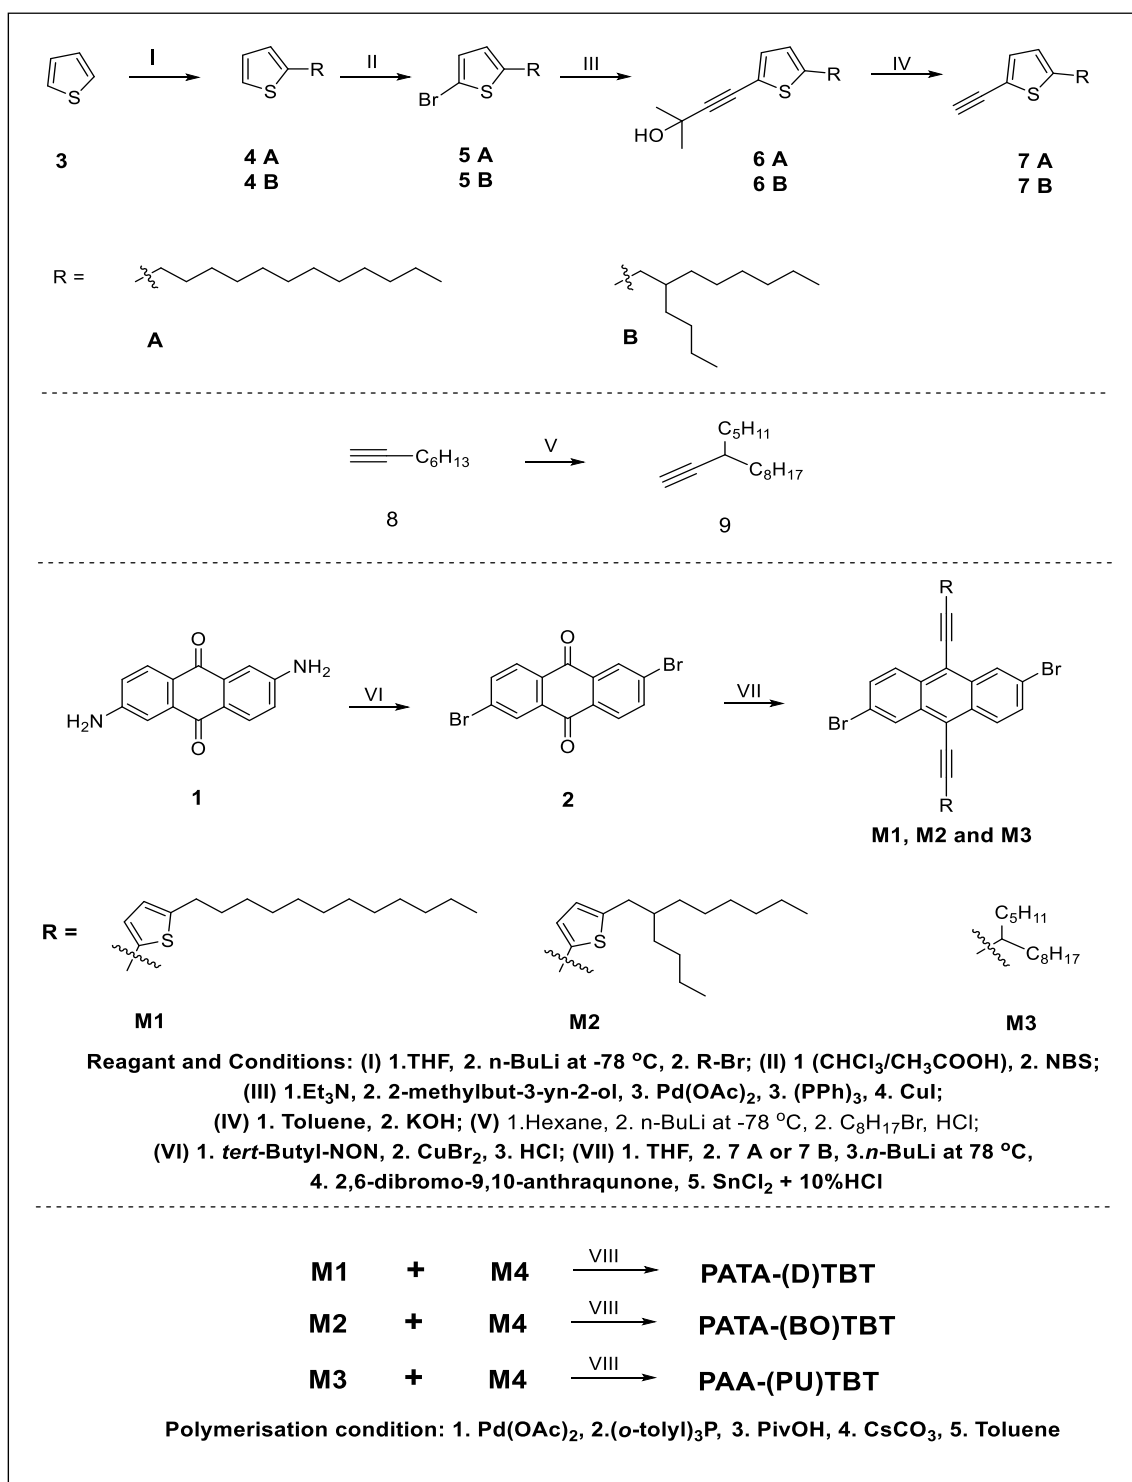 I
II
III
IV
S
S
R
Br
S
R
HO
S
R
S
R
3
4 A
4 B
5 A
5 B
6 A
6 B
7 A
7 B
R =
A
B
C6H13
V
C5H11
C8H17
8
9
O
NH2
H2N
O
VI
O
Br
Br
O
VII
R
Br
Br
R
1
2
M1, M2 and M3
R =
S
M1
S
M2
C5H11
C8H17
M3
Reagant and Conditions: (I) 1.THF, 2. n-BuLi at -78 oC, 2. R-Br; (II) 1 (CHCl3/CH3COOH), 2. NBS;
(III) 1.Et3N, 2. 2-methylbut-3-yn-2-ol, 3. Pd(OAc)2, 3. (PPh)3, 4. CuI;
(IV) 1. Toluene, 2. KOH; (V) 1.Hexane, 2. n-BuLi at -78 oC, 2. C8H17Br, HCl;
(VI) 1. tert-Butyl-NON, 2. CuBr2, 3. HCl; (VII) 1. THF, 2. 7 A or 7 B, 3.n-BuLi at 78 oC,
4. 2,6-dibromo-9,10-anthraqunone, 5. SnCl2 + 10%HCl
M1 + M4 VIII PATA-(D)TBT
M2 + M4 VIII PATA-(BO)TBT
M3 + M4 VIII PAA-(PU)TBT
Polymerisation condition: 1. Pd(OAc)2, 2.(o-tolyl)3P, 3. PivOH, 4. CsCO3, 5. Toluene